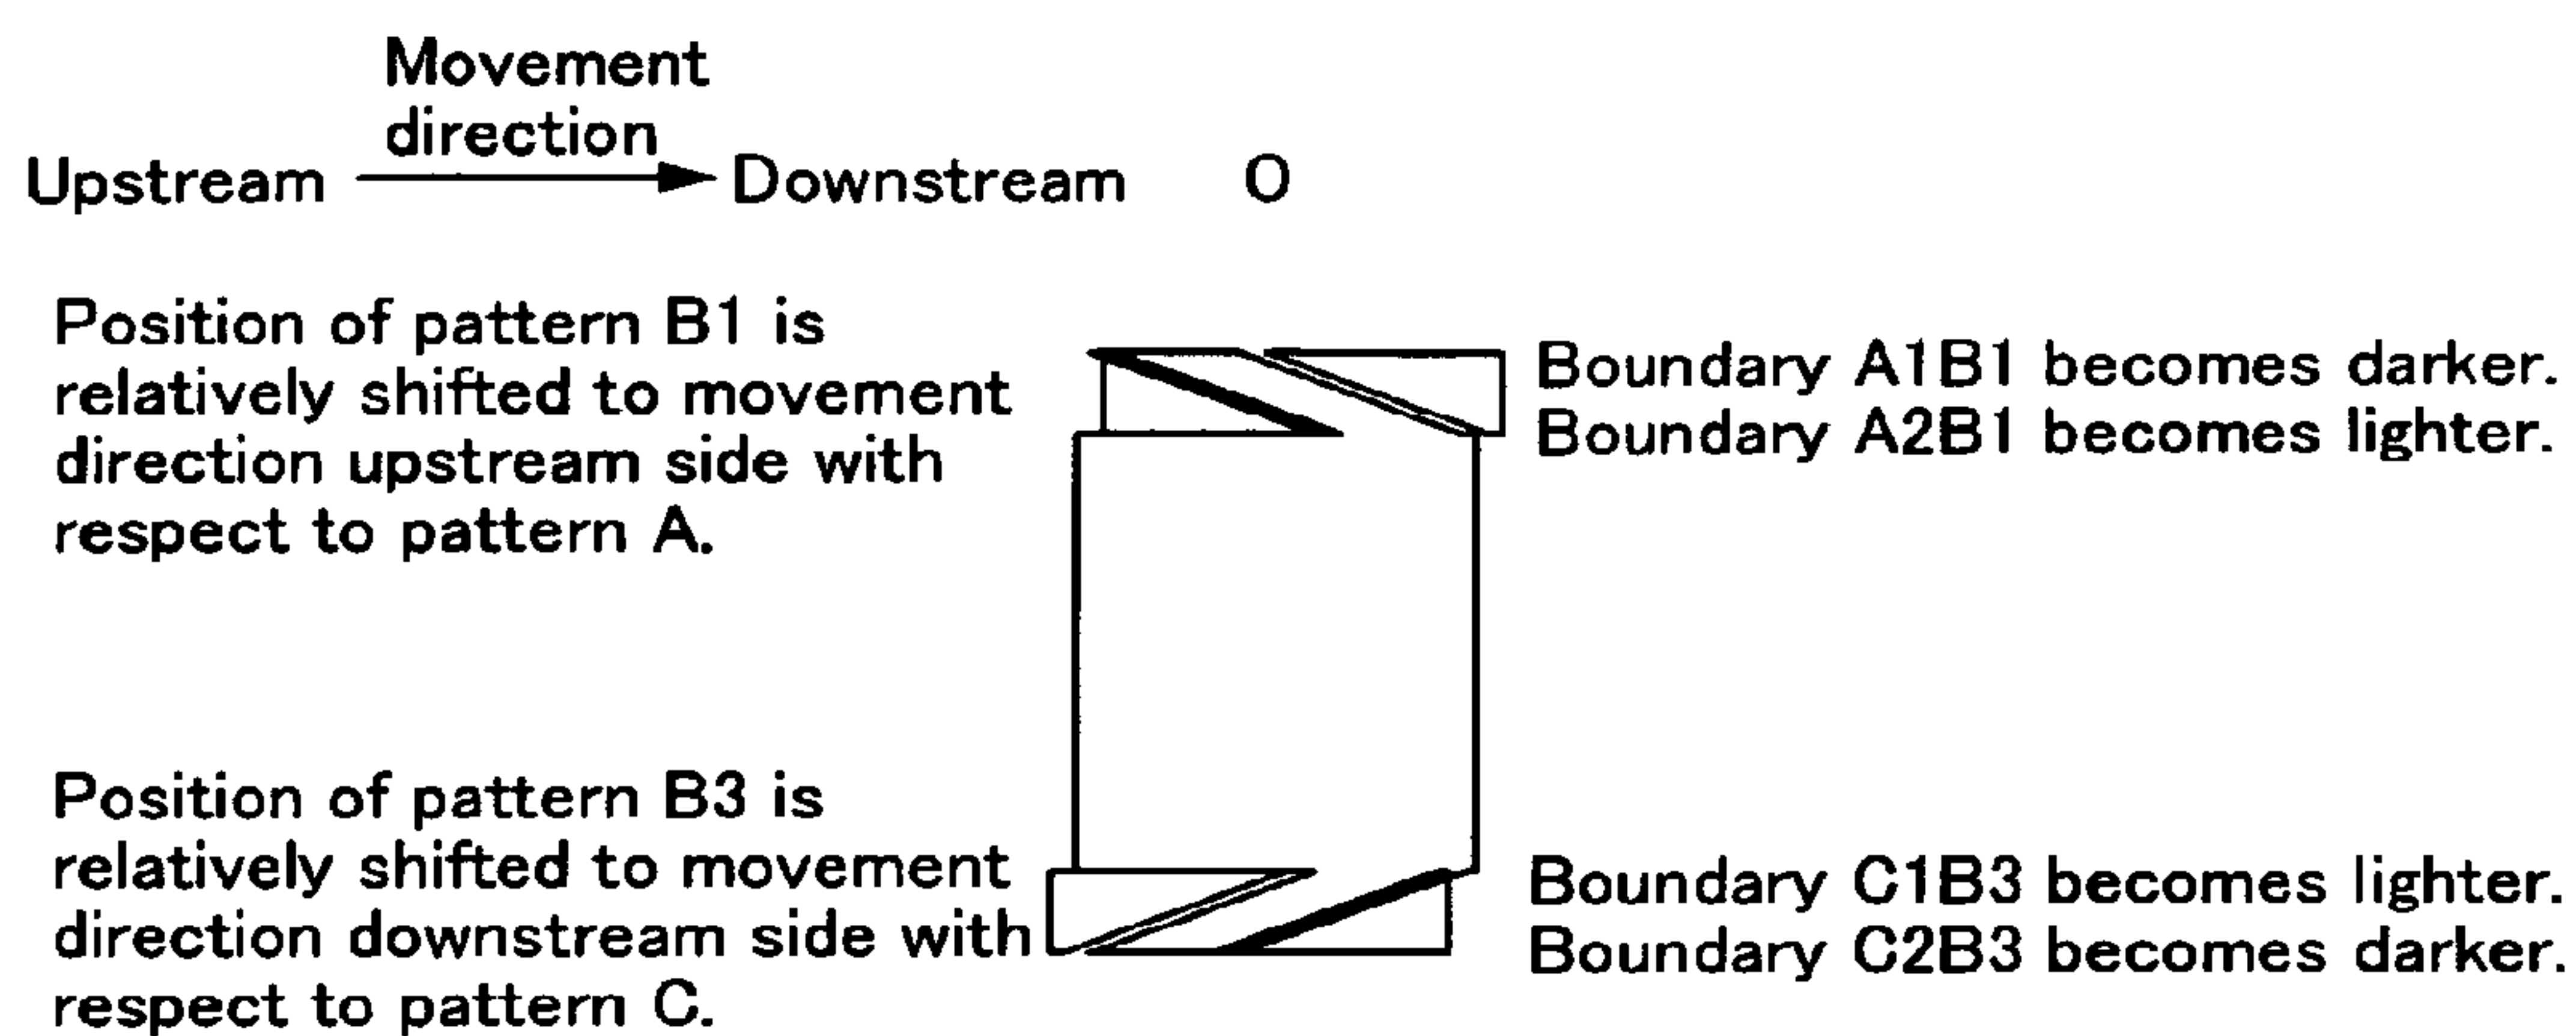 Movement
direction
Upstream
Downstream
O
Position of pattern B1 is
relatively shifted to movement
direction upstream side with
respect to pattern A.
Boundary A1B1 becomes darker.
Boundary A2B1 becomes lighter.
Position of pattern B3 is
relatively shifted to movement
direction downstream side with
respect to pattern C.
Boundary C1B3 becomes lighter.
Boundary C2B3 becomes darker.